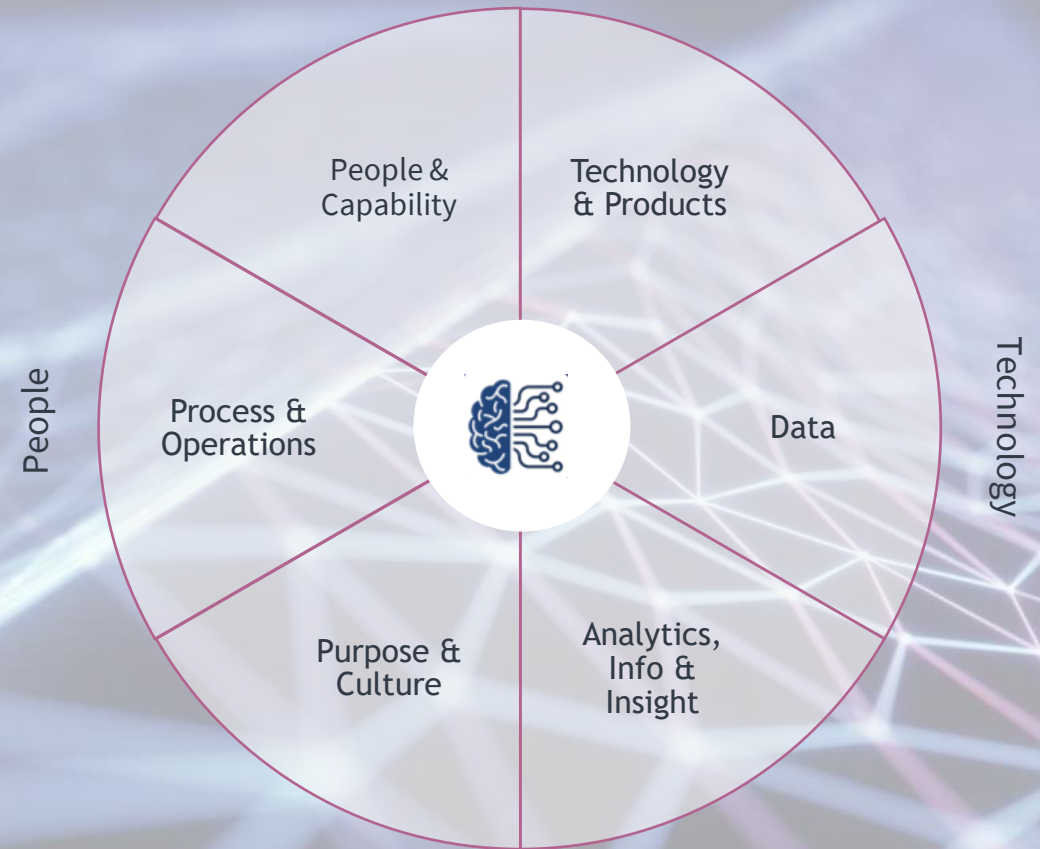 People &
Capability
Technology
& Products
People
Process &
Operations
Data
Technology
Purpose &
Culture
Analytics,
Info &
Insight